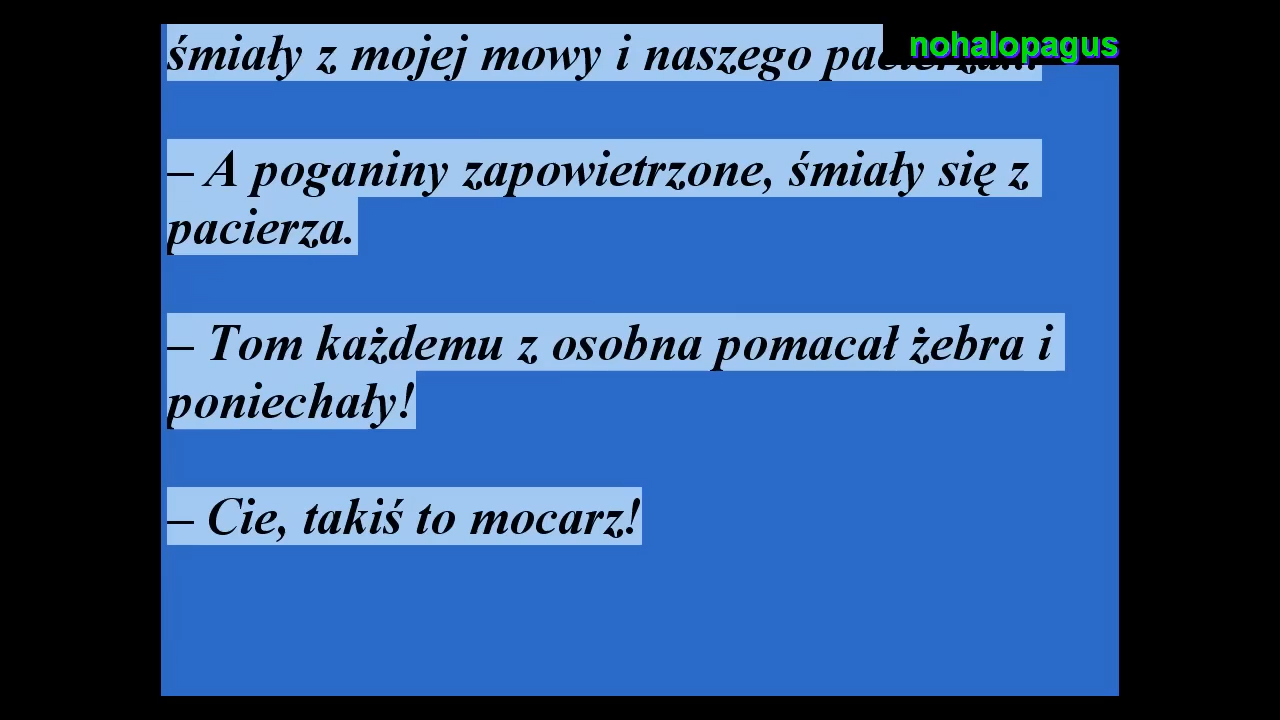 śmiały z mojej mowy i naszego
nohalopagus
– A poganiny zapowietrzone, śmiały się z
pacierza.
– Tom każdemu z osobna pomacał żebra i
poniechały!
– Cie, takiś to mocarz!